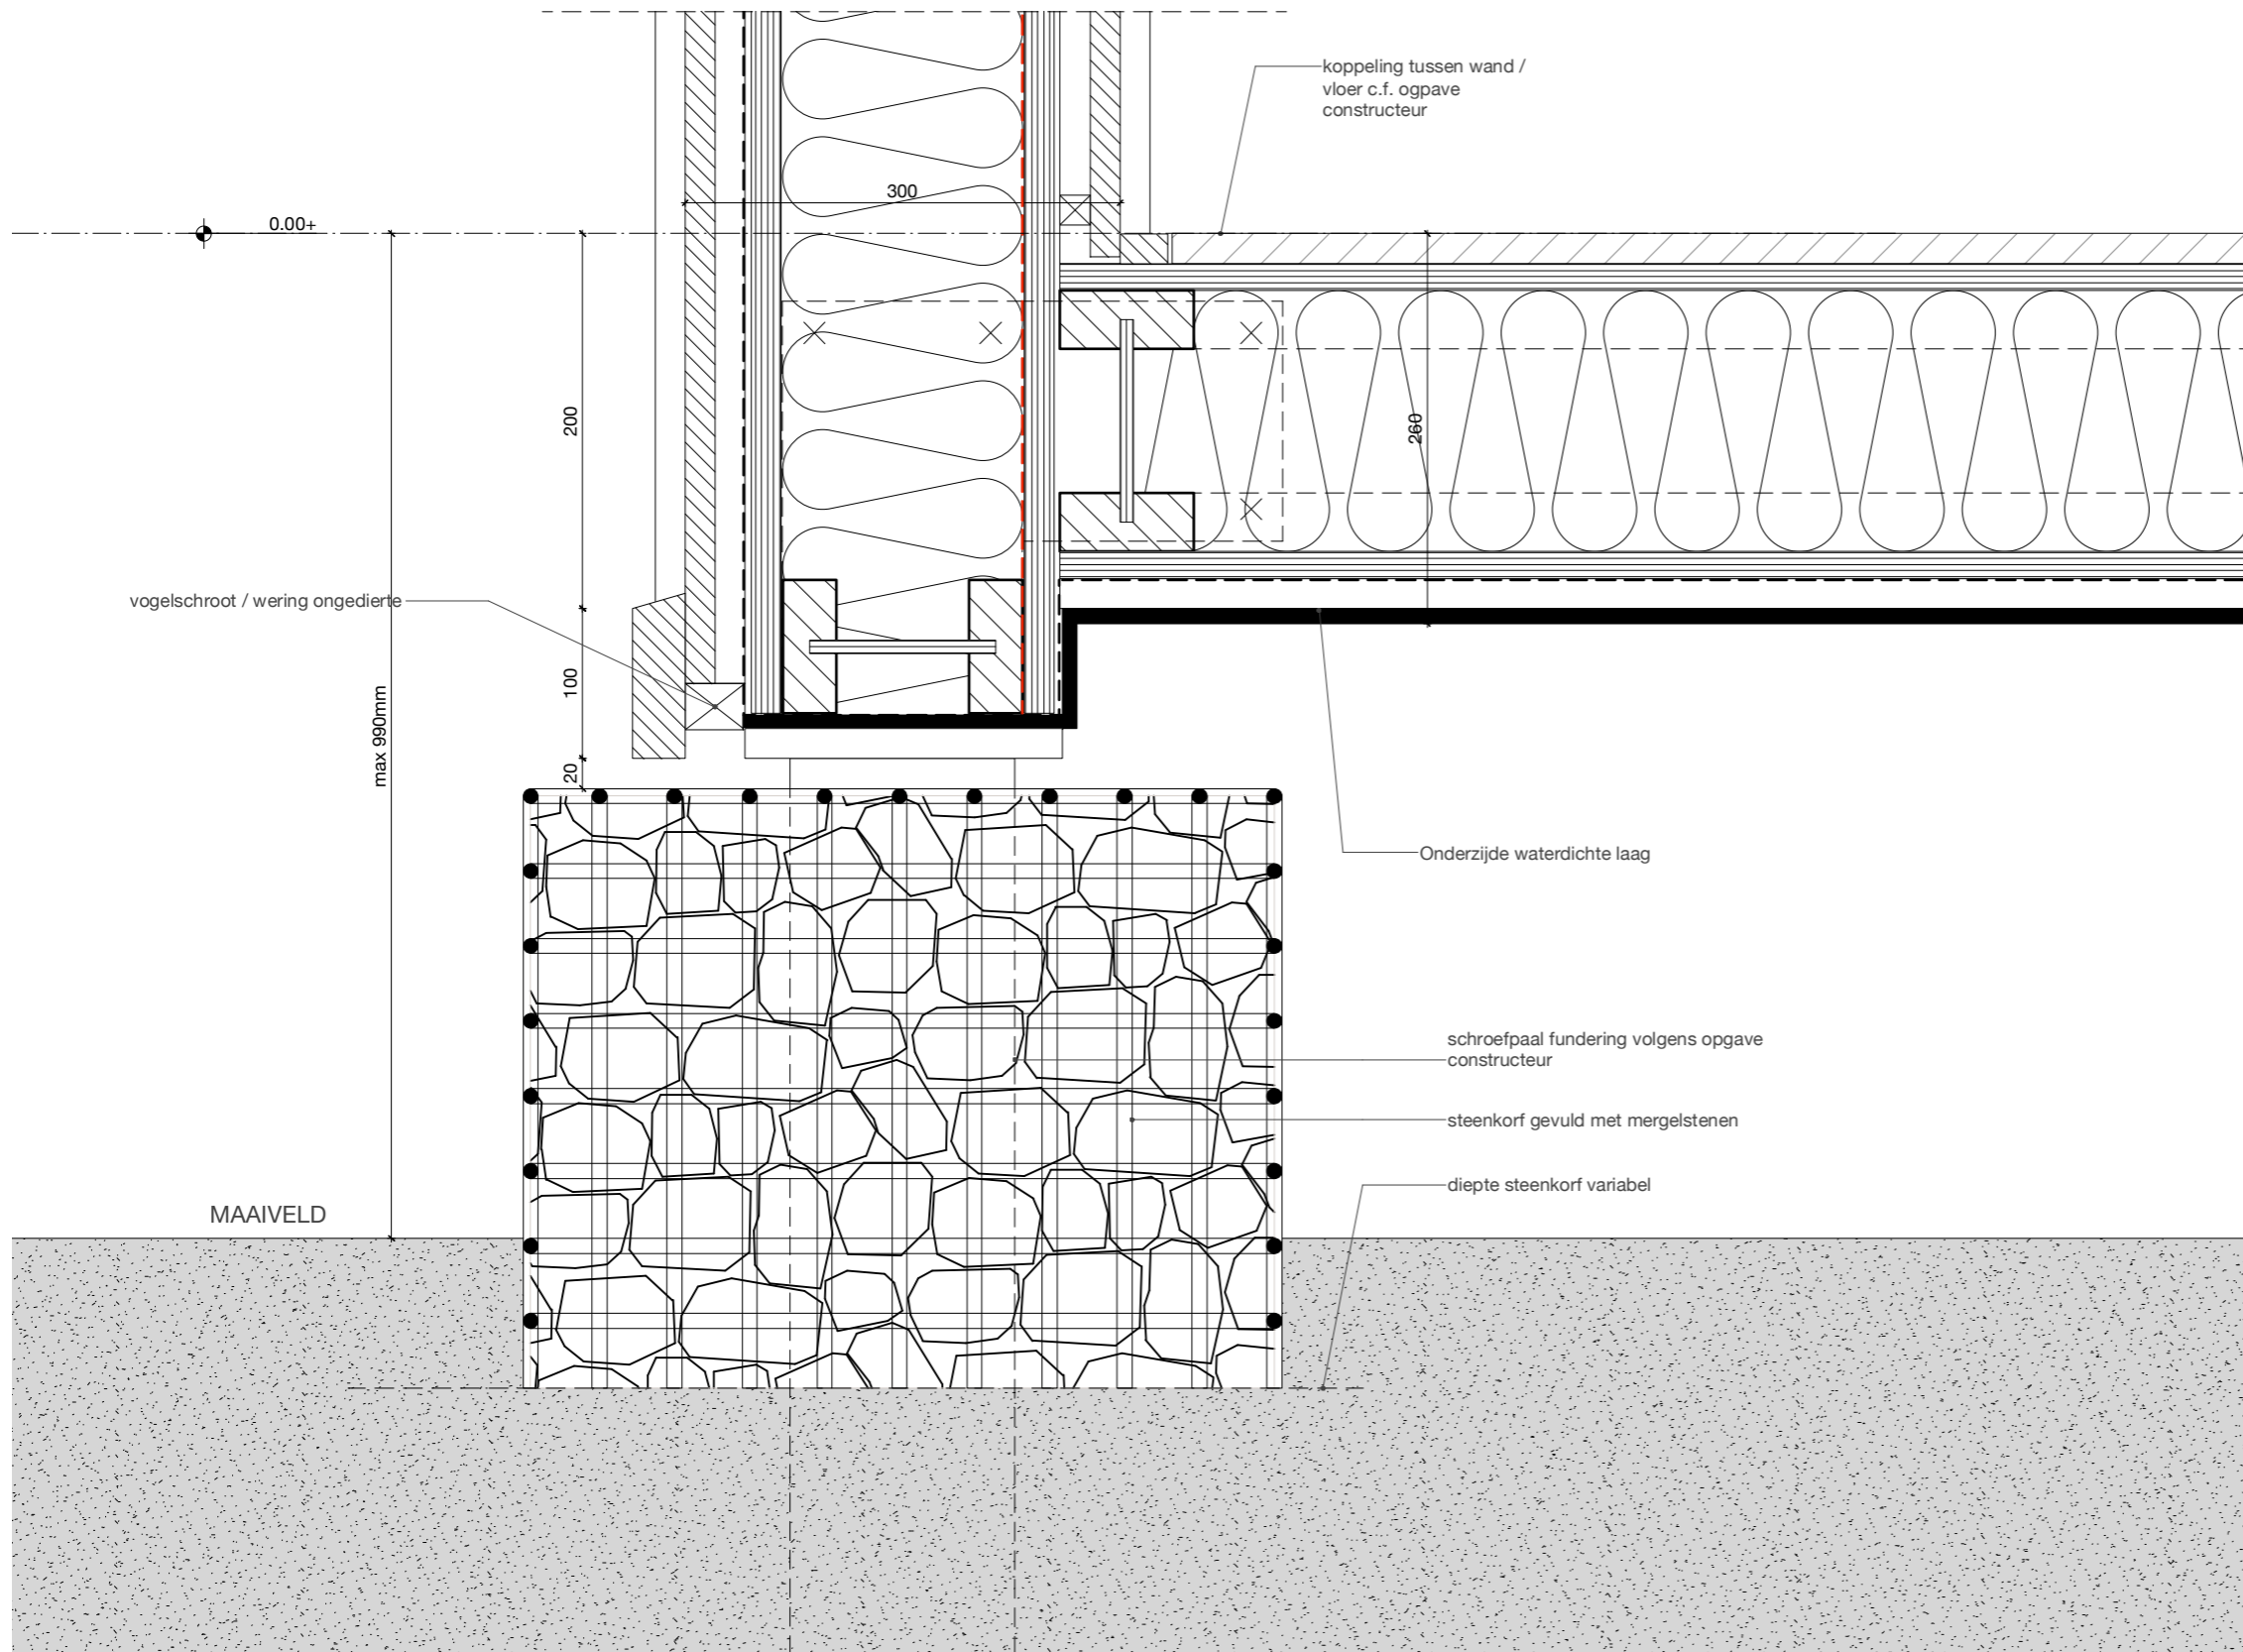 koppeling tussen wand /
vloer c.f. ogpave
constructeur
300
0.00+
200
260
vogelschroot / wering ongedierte
100
max 990mm
20
Onderzijde waterdichte laag
schroefpaal fundering volgens opgave
constructeur
steenkorf gevuld met mergelstenen
diepte steenkorf variabel
MAAIVELD